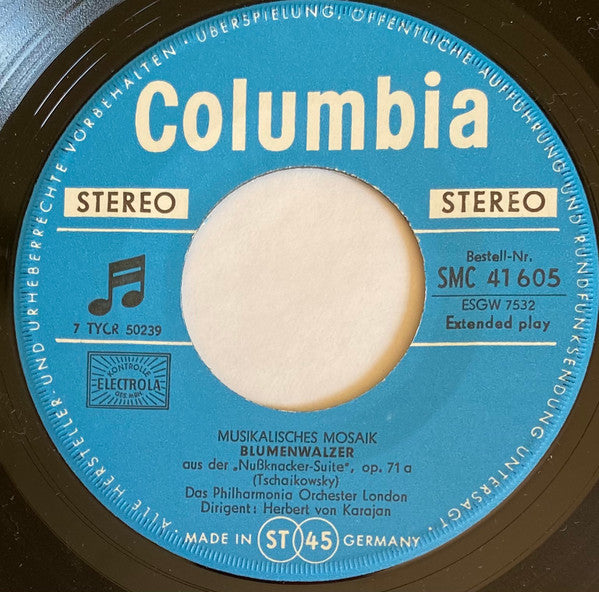 ALLE HERSTELLER- UND URHEBERRECHTE VORBEHALTEN · ÜBERSPIELUNG, ÖFFENTLICHE AUFFÜHRUNG UND RUNDFUNKSENDUNG UNTERSAGT ·
Columbia
STEREO
STEREO
7 TYCR 50239
KONTROLLE
ELECTROLA
GES. MBH
Bestell-Nr.
SMC 41 605
ESGW 7532
Extended play
MUSIKALISCHES MOSAIK
BLUMENWALZER
aus der „Nußknacker-Suite", op. 71 a
(Tschaikowsky)
Das Philharmonia Orchester London
Dirigent: Herbert von Karajan
MADE IN ST 45 GERMANY